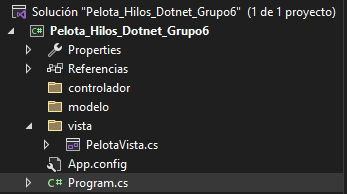 Solución "Pelota_Hilos_Dotnet_Grupo6" (1 de 1 proyecto)
C# Pelota_Hilos_Dotnet_Grupo6
Properties
Referencias
controlador
modelo
vista
PelotaVista.cs
App.config
C# Program.cs